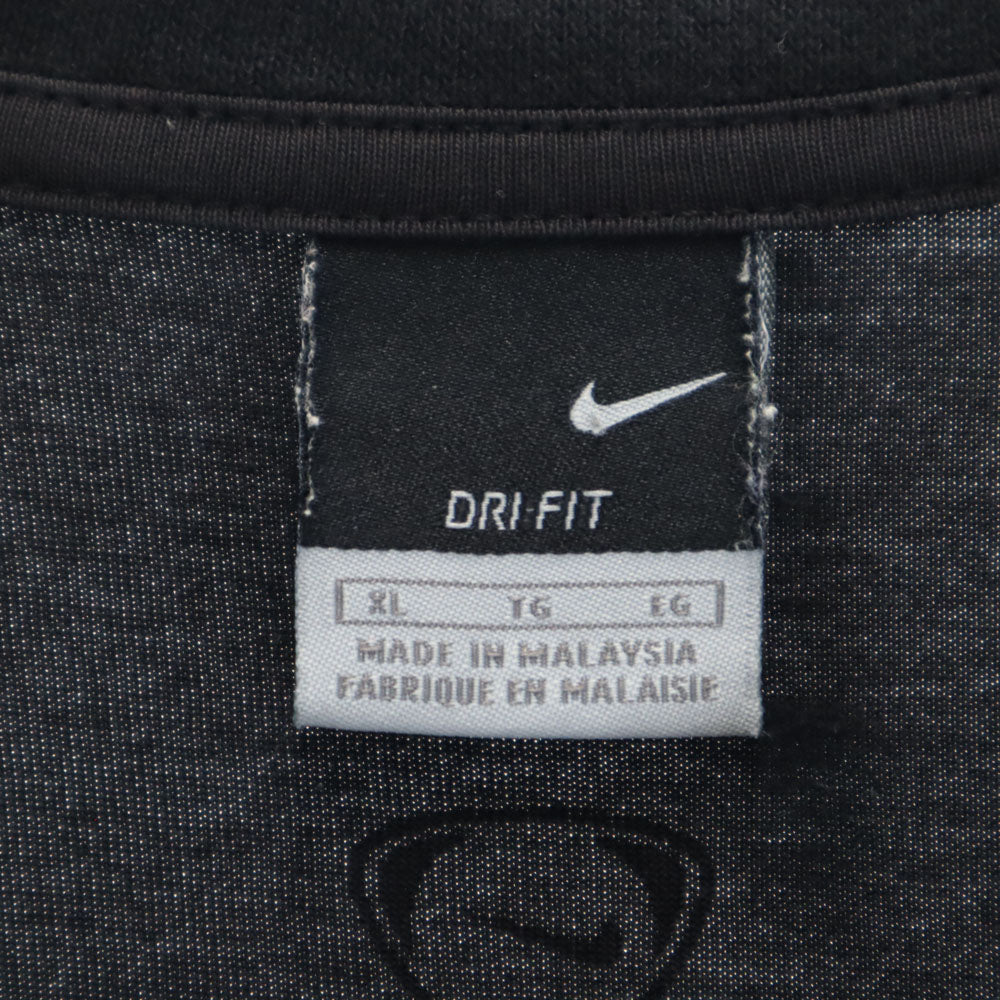 DRI-FIT
XL TG EG
MADE IN MALAYSIA
FABRIQUE EN MALAISIE